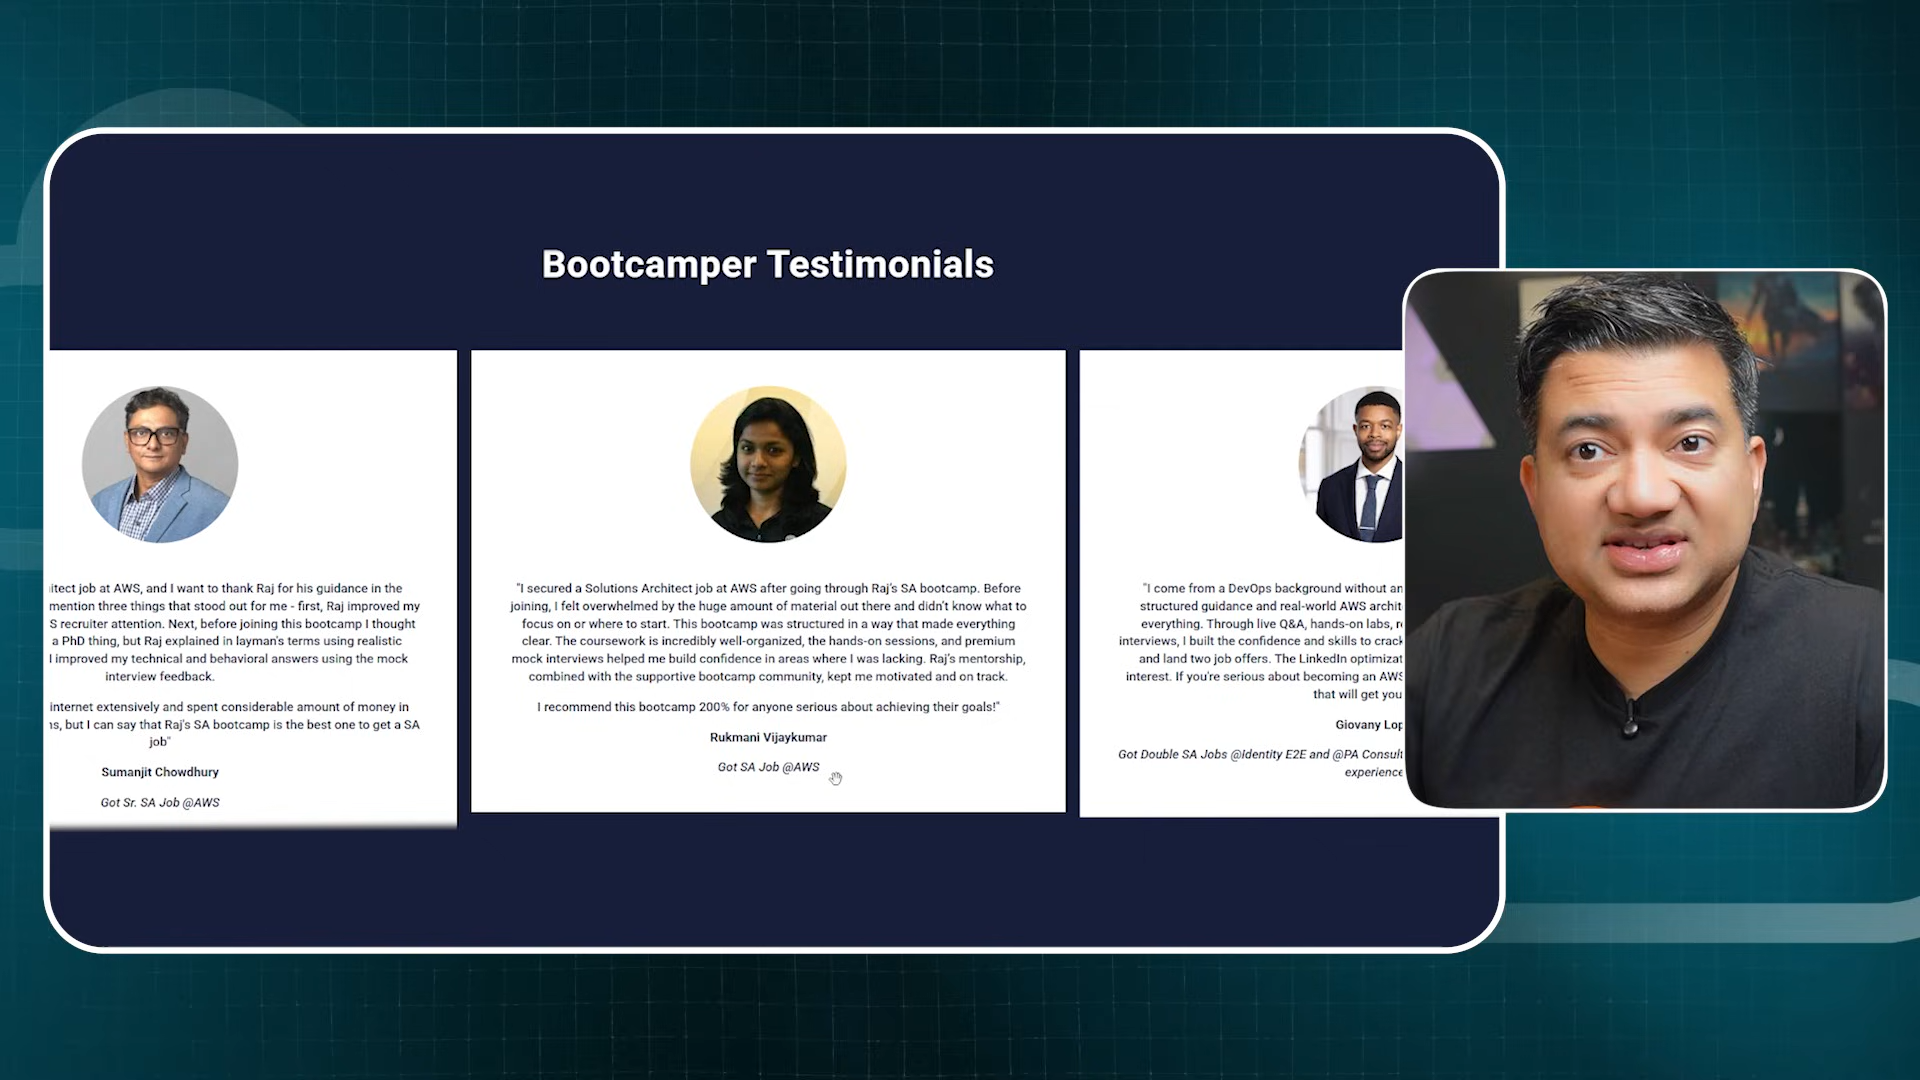 Bootcamper Testimonials
job at AWS, and I want to thank Raj for his guidance in the
mention three things that stood out for me - first, Raj improved my
S recruiter attention. Next, before joining this bootcamp I thought
a PhD thing, but Raj explained in layman's terms using realistic
I improved my technical and behavioral answers using the mock
interview feedback.
internet extensively and spent considerable amount of money in
but I can say that Raj's SA bootcamp is the best one to get a SA
job"
Sumanjit Chowdhury
Got Sr. SA Job @AWS
"I secured a Solutions Architect job at AWS after going through Raj's SA bootcamp. Before
joining, I felt overwhelmed by the huge amount of material out there and didn't know what to
focus on or where to start. This bootcamp was structured in a way that made everything
clear. The coursework is incredibly well-organized, the hands-on sessions, and premium
mock interviews helped me build confidence in areas where I was lacking. Raj's mentorship,
combined with the supportive bootcamp community, kept me motivated and on track.
I recommend this bootcamp 200% for anyone serious about achieving their goals!"
Rukmani Vijaykumar
Got SA Job @AWS
"I come from a DevOps background without
structured guidance and real-world AWS
everything. Through live Q&A, hands-on labs,
interviews, I built the confidence and skills to
and land two job offers. The LinkedIn
interest. If you're serious about becoming an
that will get you
Giovany
Got Double SA Jobs @Identity E2E and @PA